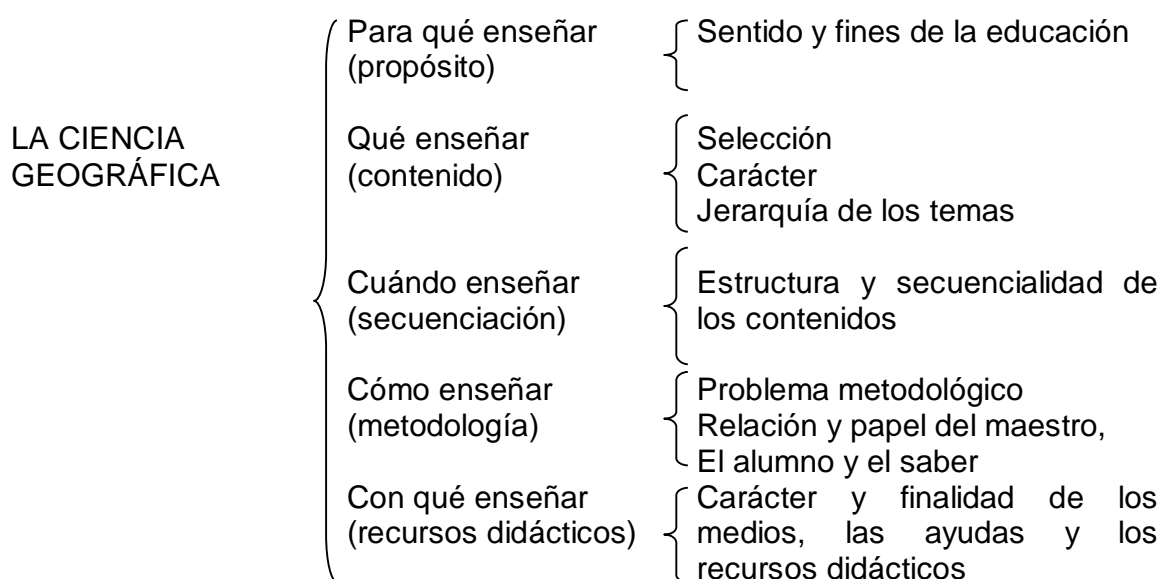 Para qué enseñar
(propósito)
Sentido y fines de la educación
LA CIENCIA
GEOGRÁFICA
Qué enseñar
(contenido)
Selección
Carácter
Jerarquía de los temas
Cuándo enseñar
(secuenciación)
Estructura y secuencialidad de
los contenidos
Cómo enseñar
(metodología)
Problema metodológico
Relación y papel del maestro,
El alumno y el saber
Con qué enseñar
(recursos didácticos)
Carácter y finalidad de los
medios, las ayudas y los
recursos didácticos